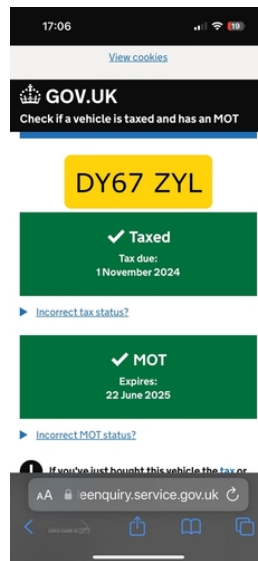 17:06
19
View cookies
GOV.UK
Check if a vehicle is taxed and has an MOT
DY67 ZYL
✓ Taxed
Tax due:
1 November 2024
Incorrect tax status?
✓ MOT
Expires:
22 June 2025
Incorrect MOT status?
! If you've just bought this vehicle the tax or
AA eenquiry.service.gov.uk